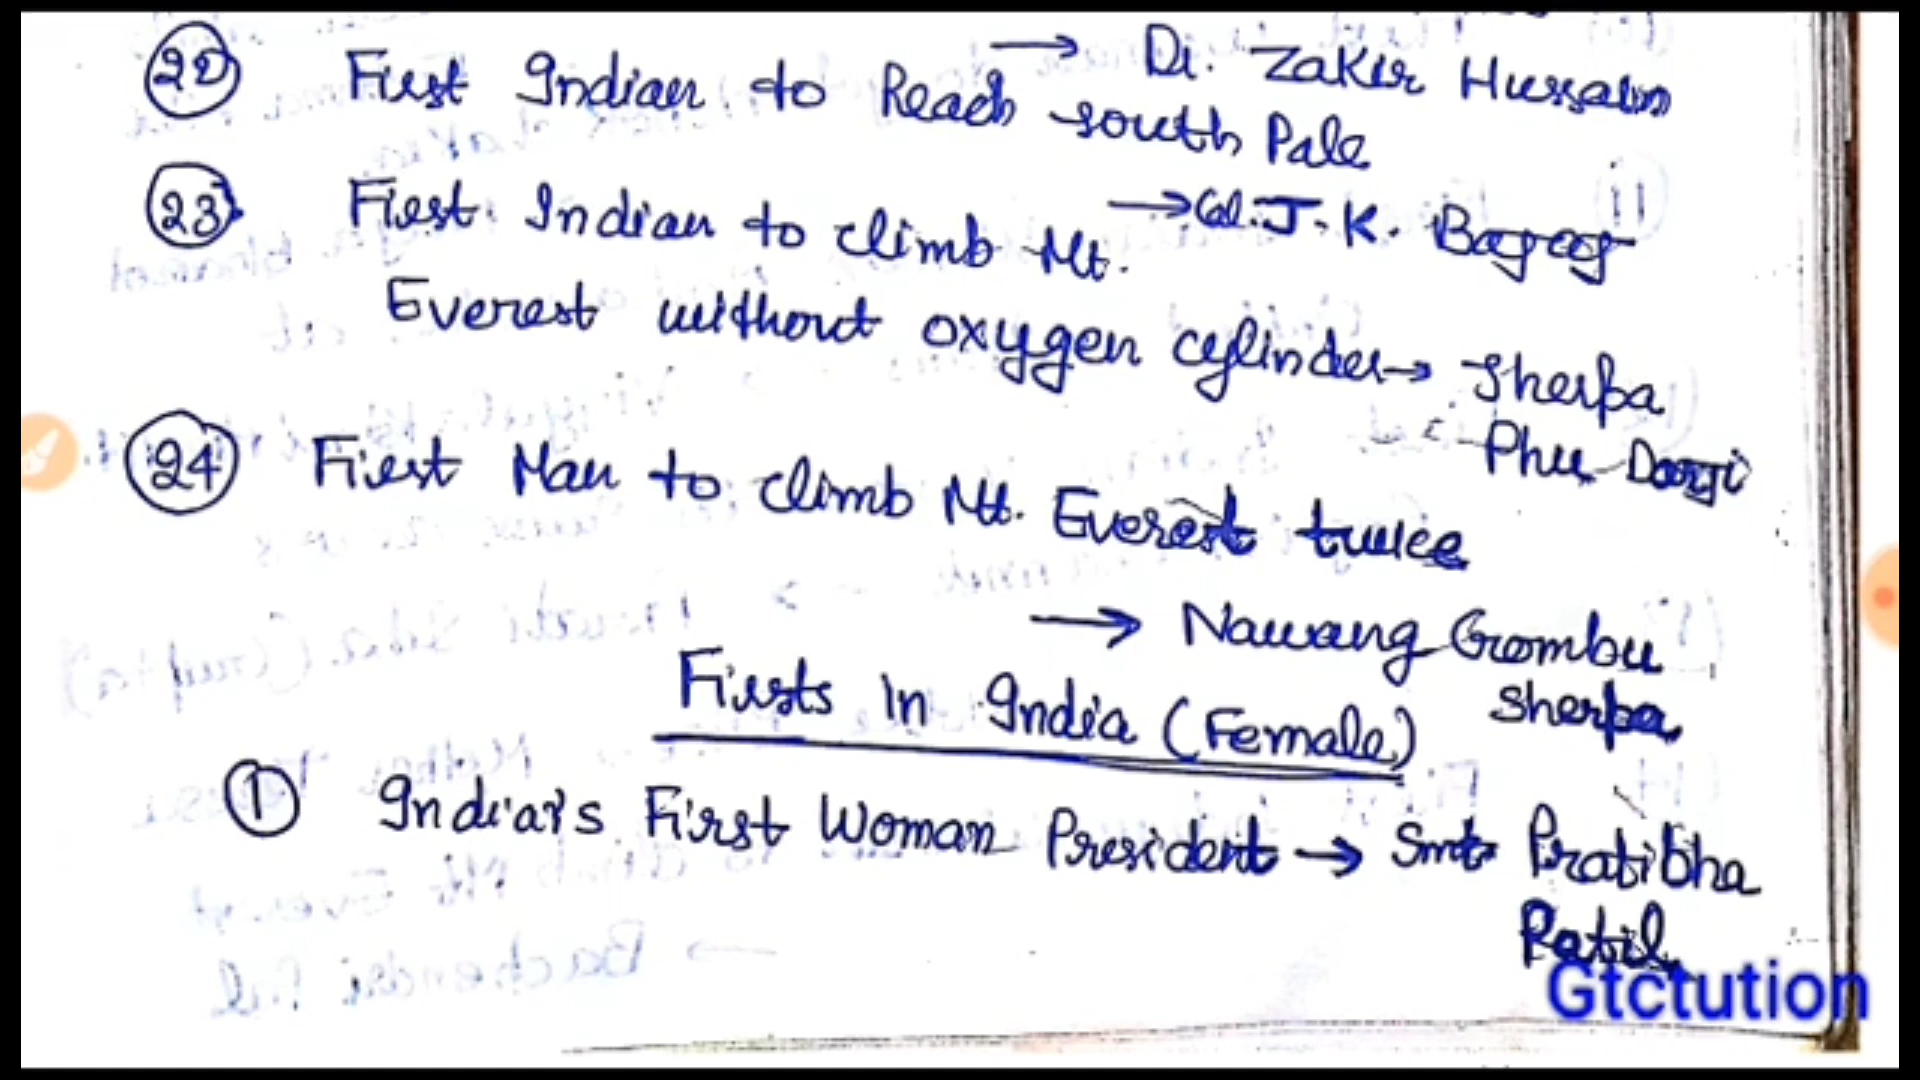 → Dr. Zakir Hussain
22 First Indian to Reach South Pole
→ Col. J. K. Bajaj
23 First Indian to climb Mt.
Everest without oxygen cylinder → Sherpa
Phu Dorji
24 First Man to climb Mt. Everest twice
→ Nawang Gombu
Sherpa
Firsts in India (Female)
1 India's First Woman President → Smt Pratibha
Patil
Gtctution